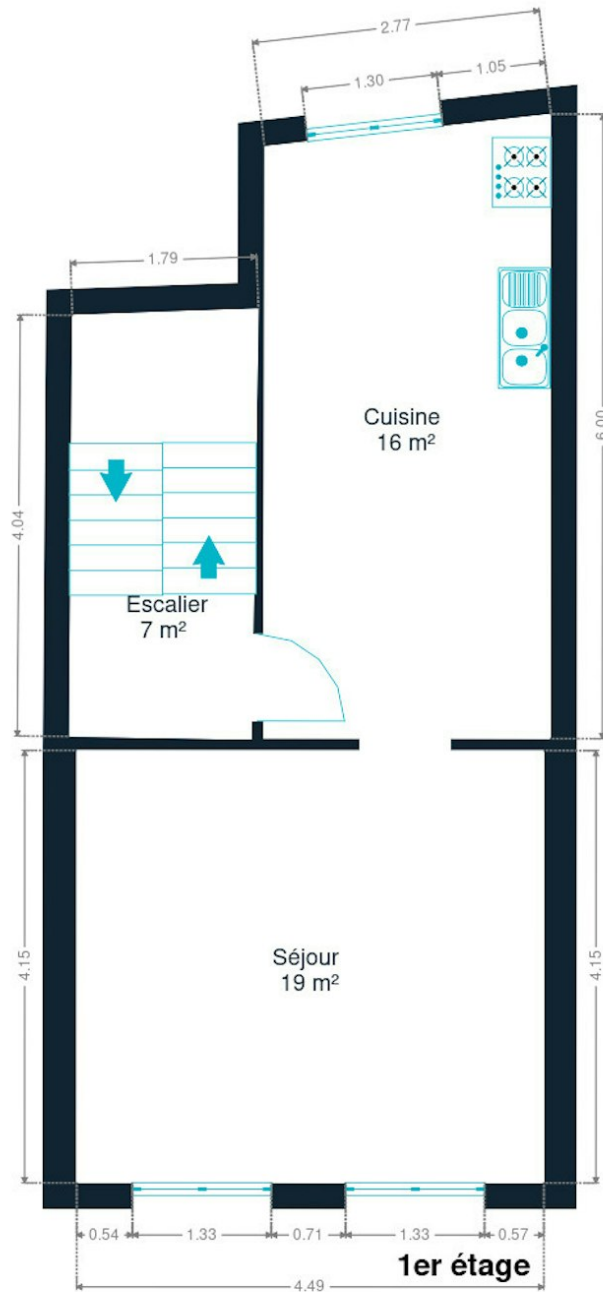 2.77
1.30
1.05
1.79
Cuisine
16 m²
6.00
4.04
Escalier
7 m²
Séjour
19 m²
4.15
4.15
0.54
1.33
0.71
1.33
0.57
1er étage
4.49